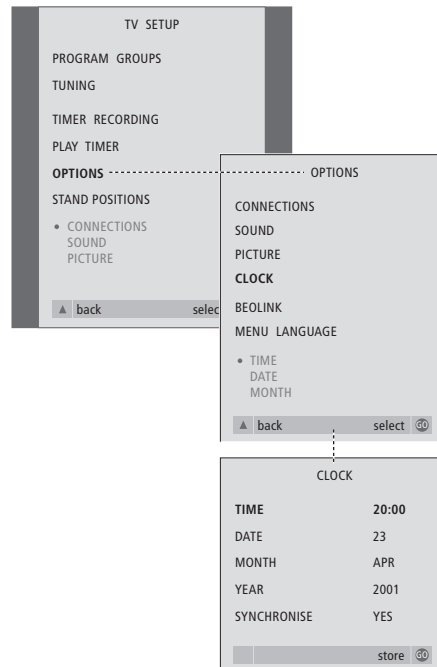 TV SETUP
PROGRAM GROUPS
TUNING
TIMER RECORDING
PLAY TIMER
OPTIONS
STAND POSITIONS
• CONNECTIONS
SOUND
PICTURE
▲ back selec
OPTIONS
CONNECTIONS
SOUND
PICTURE
CLOCK
BEOLINK
MENU LANGUAGE
• TIME
DATE
MONTH
▲ back select GO
CLOCK
TIME 20:00
DATE 23
MONTH APR
YEAR 2001
SYNCHRONISE YES
store GO